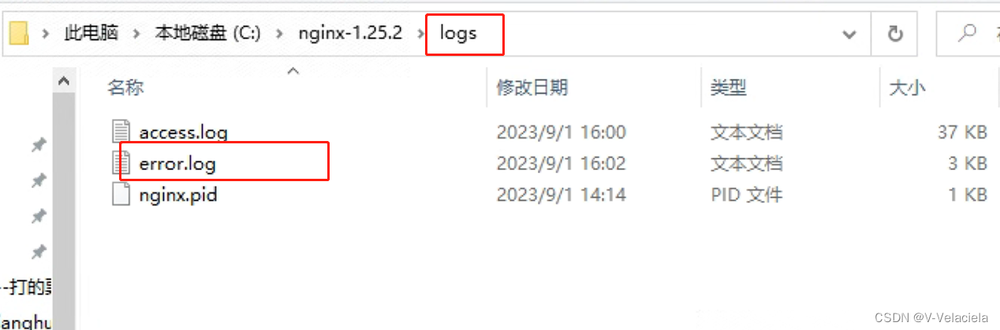 此电脑 > 本地磁盘 (C:) > nginx-1.25.2 > logs
名称 修改日期 类型 大小
access.log 2023/9/1 16:00 文本文档 37 KB
error.log 2023/9/1 16:02 文本文档 3 KB
nginx.pid 2023/9/1 14:14 PID 文件 1 KB
--打的
anghu
CSDN @V-Velaciela